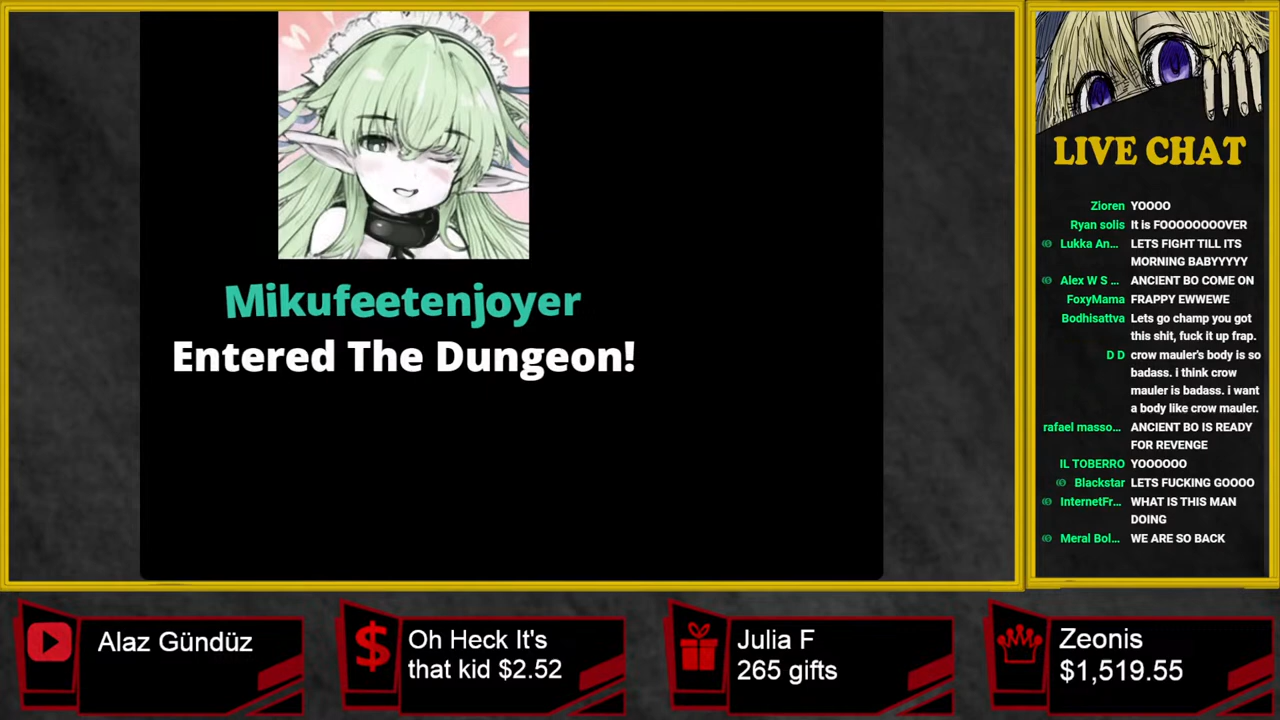 Mikufeetenjoyer
Entered The Dungeon!
LIVE CHAT
Zioren YOOOO
Ryan solis It is FOOOOOOOOVER
Lukka An... LETS FIGHT TILL ITS
MORNING BABYYYYY
Alex W S ... ANCIENT BO COME ON
FoxyMama FRAPPY EWWEWE
Bodhisattva Lets go champ you got
this shit, fuck it up frap.
D D crow mauler's body is so
badass. i think crow
mauler is badass. i want
a body like crow mauler.
rafael masso... ANCIENT BO IS READY
FOR REVENGE
IL TOBERRO YOOOOOO
Blackstar LETS FUCKING GOOOO
InternetFr... WHAT IS THIS MAN
DOING
Meral Bol... WE ARE SO BACK
Alaz Gündüz
Oh Heck It's
that kid $2.52
Julia F
265 gifts
Zeonis
$1,519.55